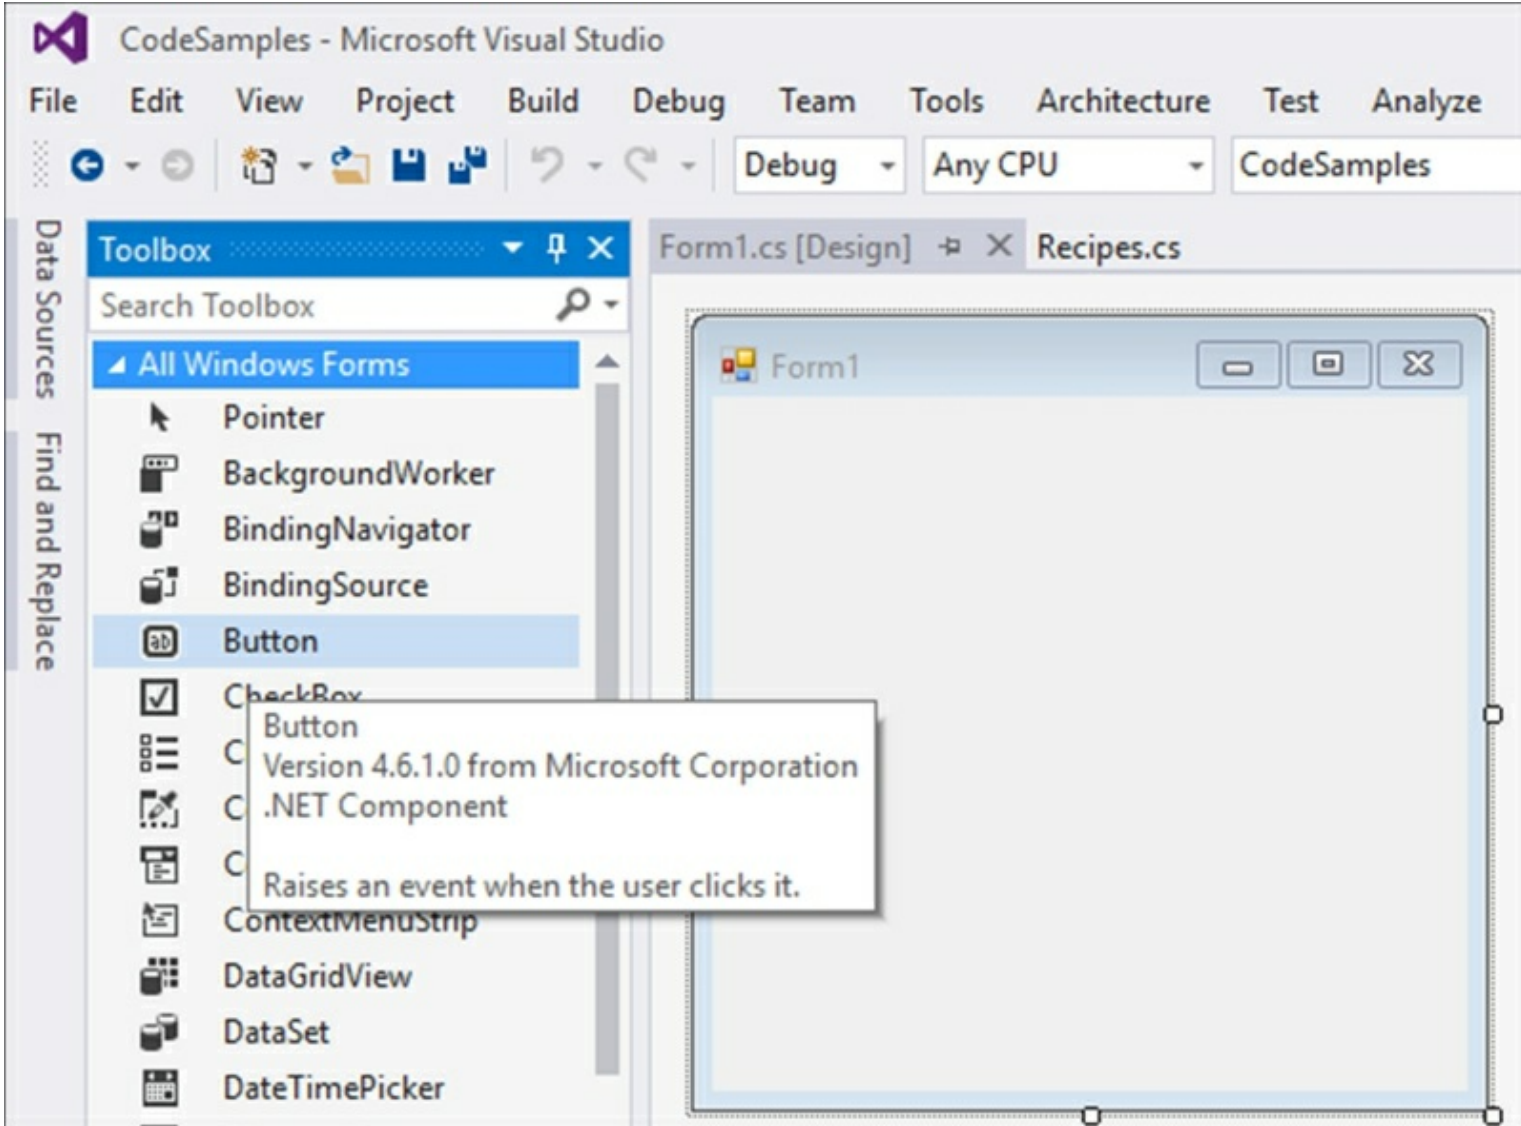 CodeSamples - Microsoft Visual Studio
File Edit View Project Build Debug Team Tools Architecture Test Analyze
Debug Any CPU CodeSamples
Data Sources
Find and Replace
Toolbox
Search Toolbox
All Windows Forms
Pointer
BackgroundWorker
BindingNavigator
BindingSource
Button
CheckBox
Button
Version 4.6.1.0 from Microsoft Corporation
.NET Component
Raises an event when the user clicks it.
ContextMenuStrip
DataGridView
DataSet
DateTimePicker
Form1.cs [Design] Recipes.cs
Form1